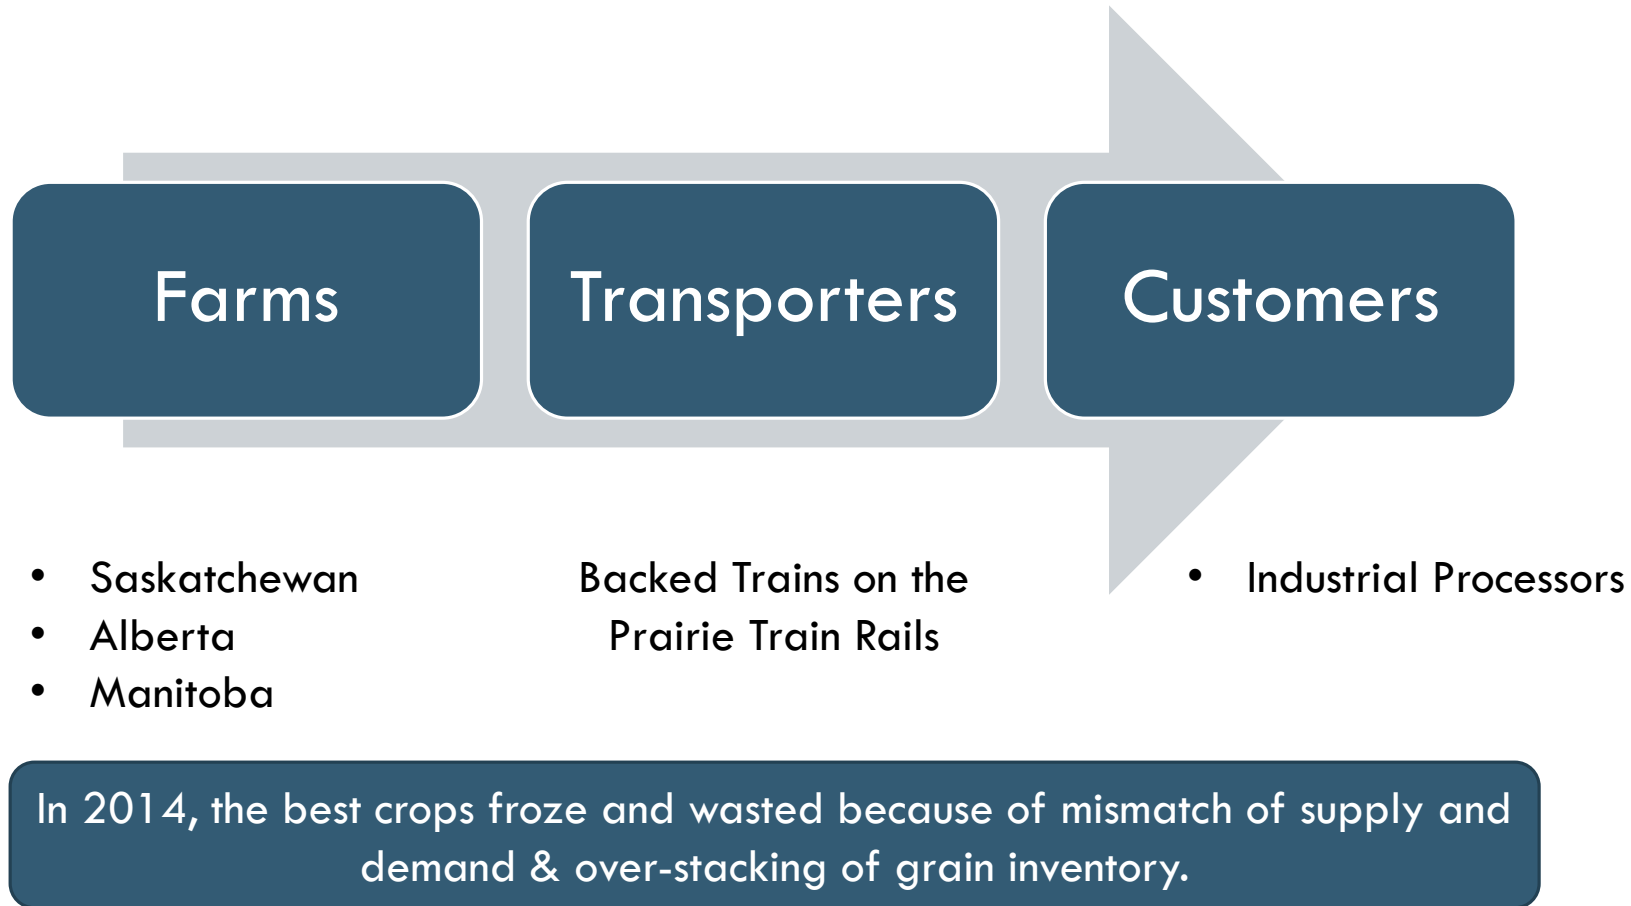 Farms
Transporters
Customers
• Saskatchewan
• Alberta
• Manitoba
Backed Trains on the
Prairie Train Rails
• Industrial Processors
In 2014, the best crops froze and wasted because of mismatch of supply and
demand & over-stacking of grain inventory.